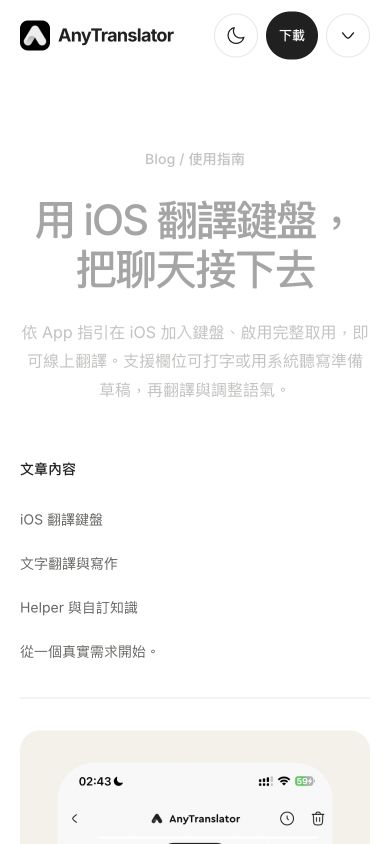 AnyTranslator
下載
Blog / 使用指南
用 iOS 翻譯鍵盤，
把聊天接下去
依 App 指引在 iOS 加入鍵盤、啟用完整取用，即
可線上翻譯。支援欄位可打字或用系統聽寫準備
草稿，再翻譯與調整語氣。
文章內容
iOS 翻譯鍵盤
文字翻譯與寫作
Helper 與自訂知識
從一個真實需求開始。
02:43
59
AnyTranslator